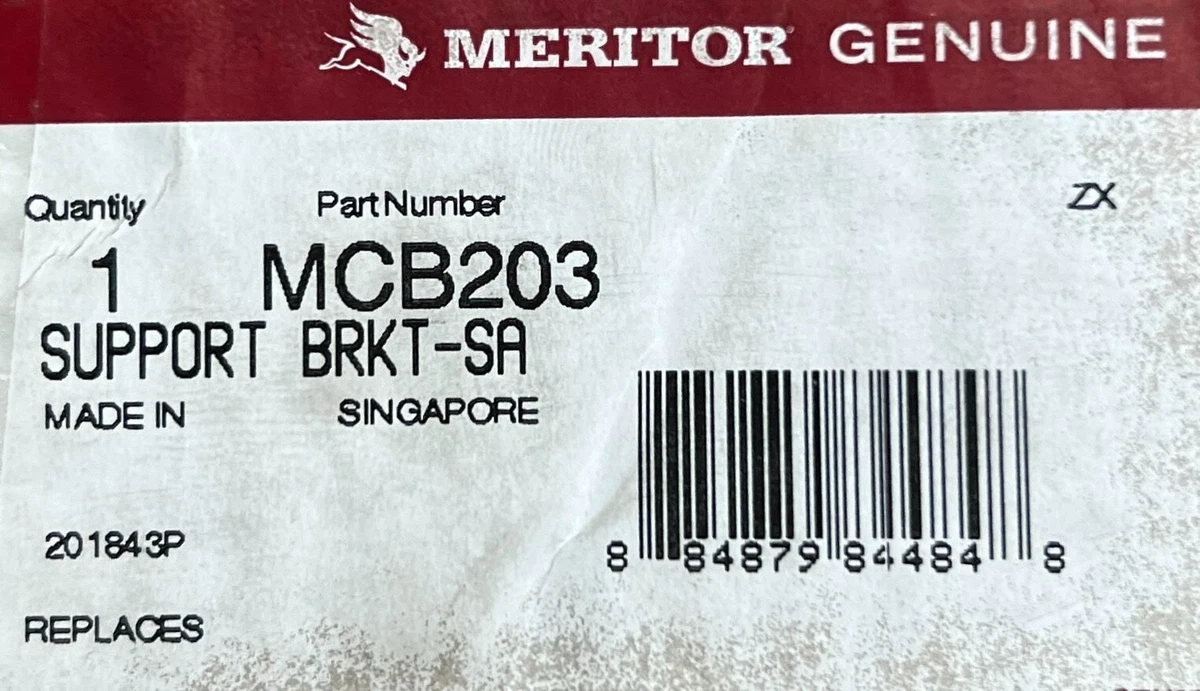 MERITOR GENUINE
Quantity Part Number ZX
1 MCB203
SUPPORT BRKT-SA
MADE IN SINGAPORE
201843P
8 84879 84484 8
REPLACES